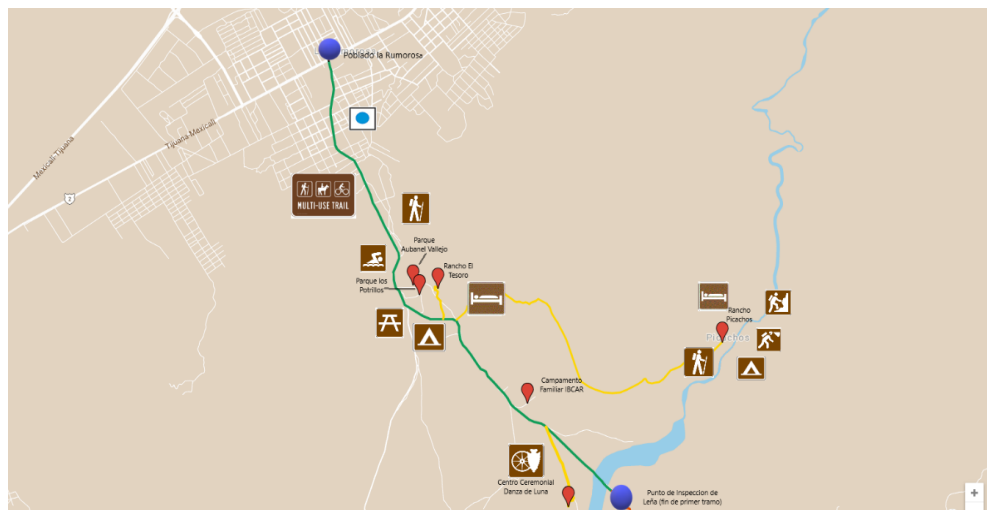 Poblado la Rumorosa
Mexicali-Tijuana
Tijuana-Mexicali
2
MULTI-USE TRAIL
Parque
Aubanel Vallejo
Rancho El
Tesoro
Parque los
Potrillos
Rancho
Picachos
Picachos
Campamento
Familiar IBCAR
Centro Ceremonial
Danza de Luna
Punto de Inspeccion de
Leña (fin de primer tramo)
+